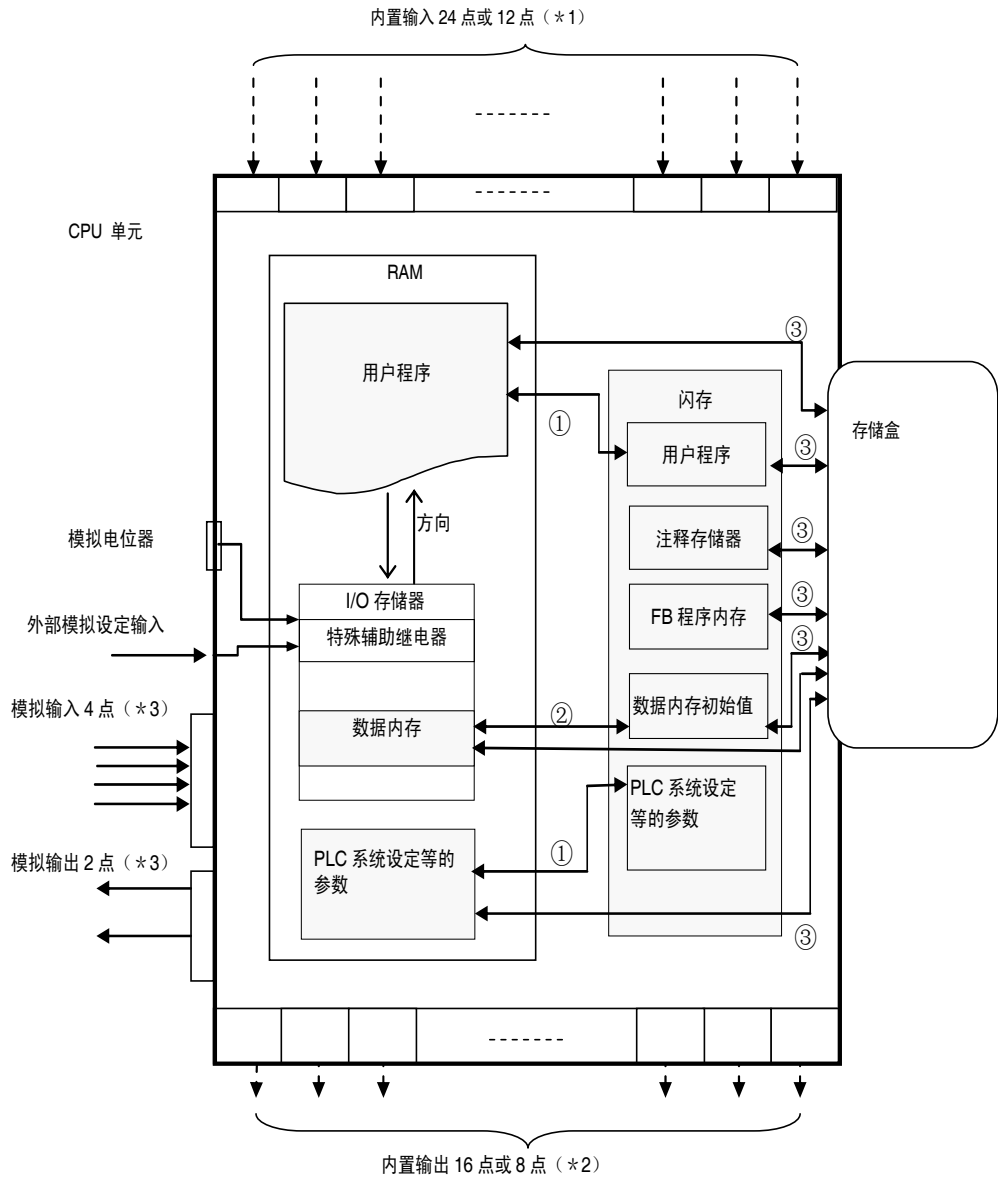 内置输入 24 点或 12 点（＊1）
CPU 单元
RAM
用户程序
③
闪存
①
用户程序
③
存储盒
模拟电位器
方向
注释存储器
③
I/O 存储器
FB 程序内存
③
外部模拟设定输入
特殊辅助继电器
③
模拟输入 4 点（＊3）
数据内存
②
数据内存初始值
PLC 系统设定
等的参数
模拟输出 2 点（＊3）
PLC 系统设定等的
参数
①
③
内置输出 16 点或 8 点（＊2）